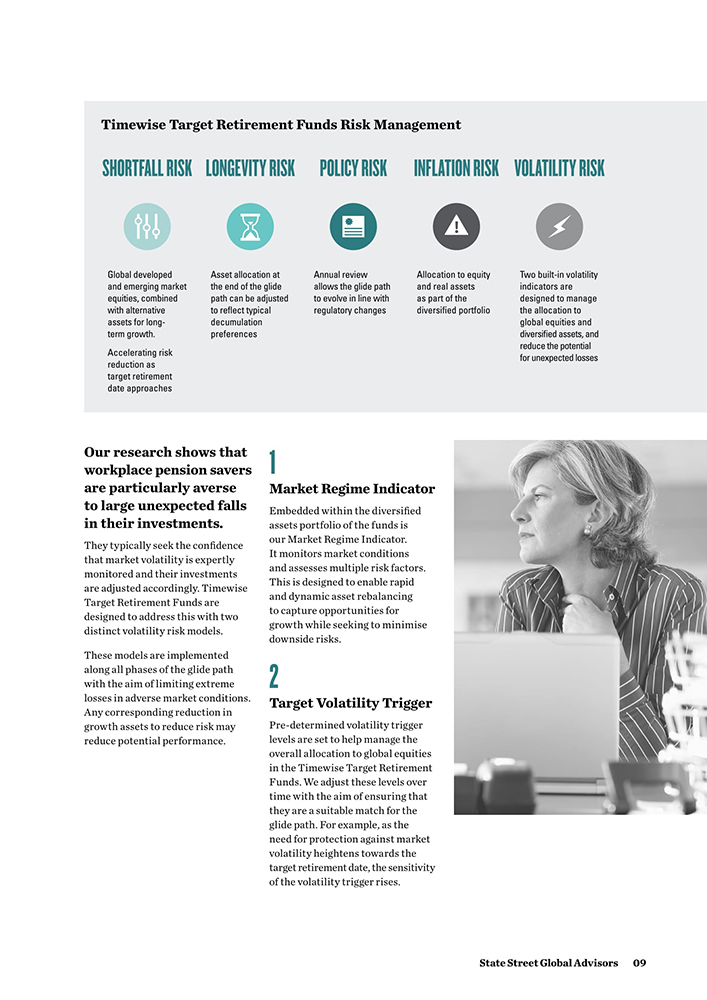 Timewise Target Retirement Funds Risk Management
SHORTFALL RISK
Global developed
and emerging market
equities, combined
with alternative
assets for long-
term growth.
Accelerating risk
reduction as
target retirement
date approaches
LONGEVITY RISK
Asset allocation at
the end of the glide
path can be adjusted
to reflect typical
decumulation
preferences
POLICY RISK
Annual review
allows the glide path
to evolve in line with
regulatory changes
INFLATION RISK
Allocation to equity
and real assets
as part of the
diversified portfolio
VOLATILITY RISK
Two built-in volatility
indicators are
designed to manage
the allocation to
global equities and
diversified assets, and
reduce the potential
for unexpected losses
Our research shows that
workplace pension savers
are particularly averse
to large unexpected falls
in their investments.
They typically seek the confidence
that market volatility is expertly
monitored and their investments
are adjusted accordingly. Timewise
Target Retirement Funds are
designed to address this with two
distinct volatility risk models.
These models are implemented
along all phases of the glide path
with the aim of limiting extreme
losses in adverse market conditions.
Any corresponding reduction in
growth assets to reduce risk may
reduce potential performance.
1
Market Regime Indicator
Embedded within the diversified
assets portfolio of the funds is
our Market Regime Indicator.
It monitors market conditions
and assesses multiple risk factors.
This is designed to enable rapid
and dynamic asset rebalancing
to capture opportunities for
growth while seeking to minimise
downside risks.
2
Target Volatility Trigger
Pre-determined volatility trigger
levels are set to help manage the
overall allocation to global equities
in the Timewise Target Retirement
Funds. We adjust these levels over
time with the aim of ensuring that
they are a suitable match for the
glide path. For example, as the
need for protection against market
volatility heightens towards the
target retirement date, the sensitivity
of the volatility trigger rises.
State Street Global Advisors 09